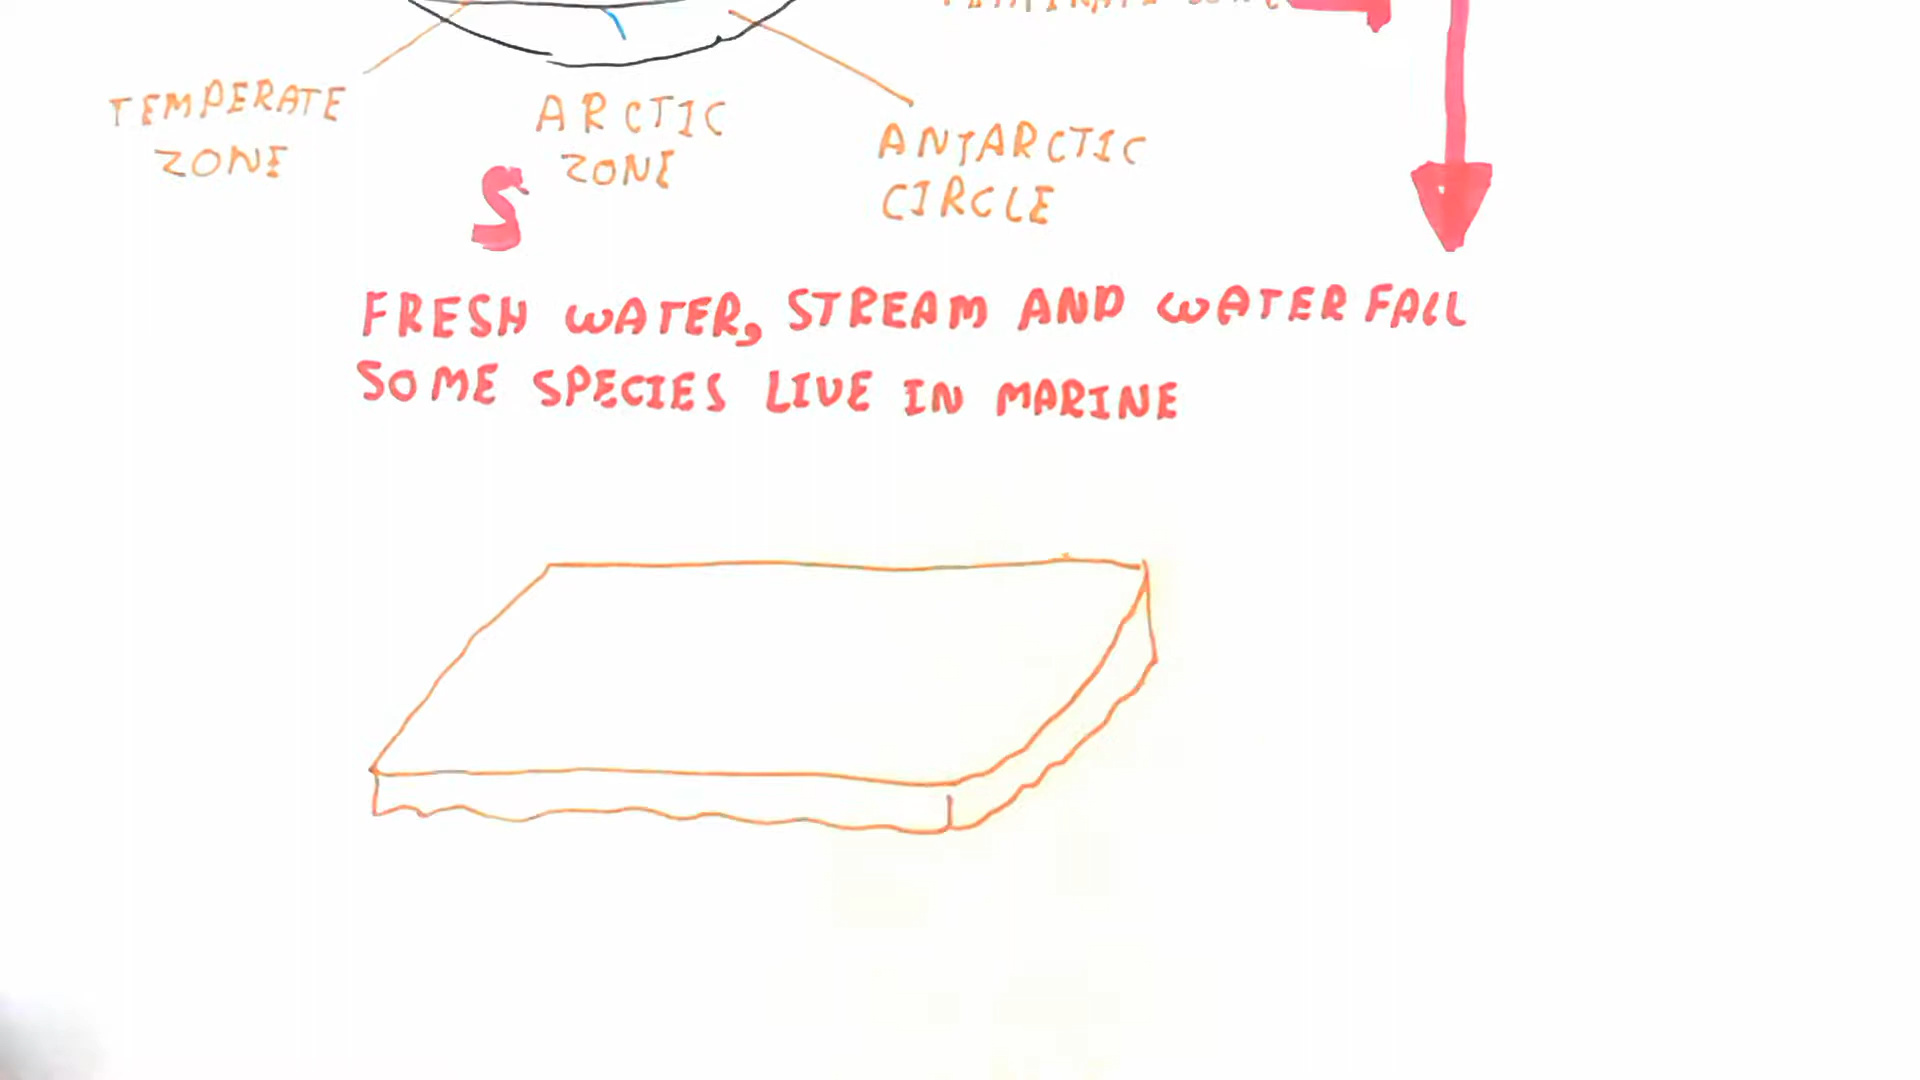 TEMPERATE
ZONE
ARCTIC
ZONE
ANTARCTIC
CIRCLE
S
FRESH WATER, STREAM AND WATER FALL
SOME SPECIES LIVE IN MARINE